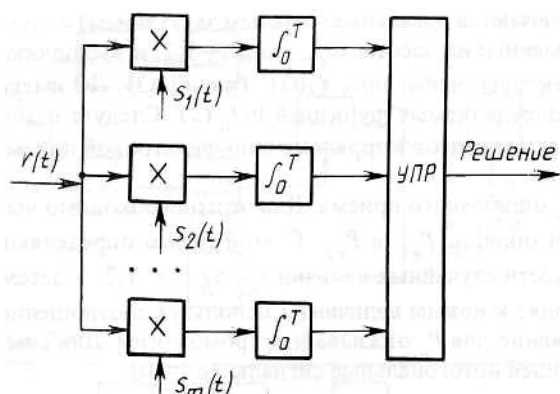 × ∫₀ᵀ
S₁(t)
r(t) × ∫₀ᵀ УПР Решение
S₂(t)
. . .
× ∫₀ᵀ
Sₘ(t)